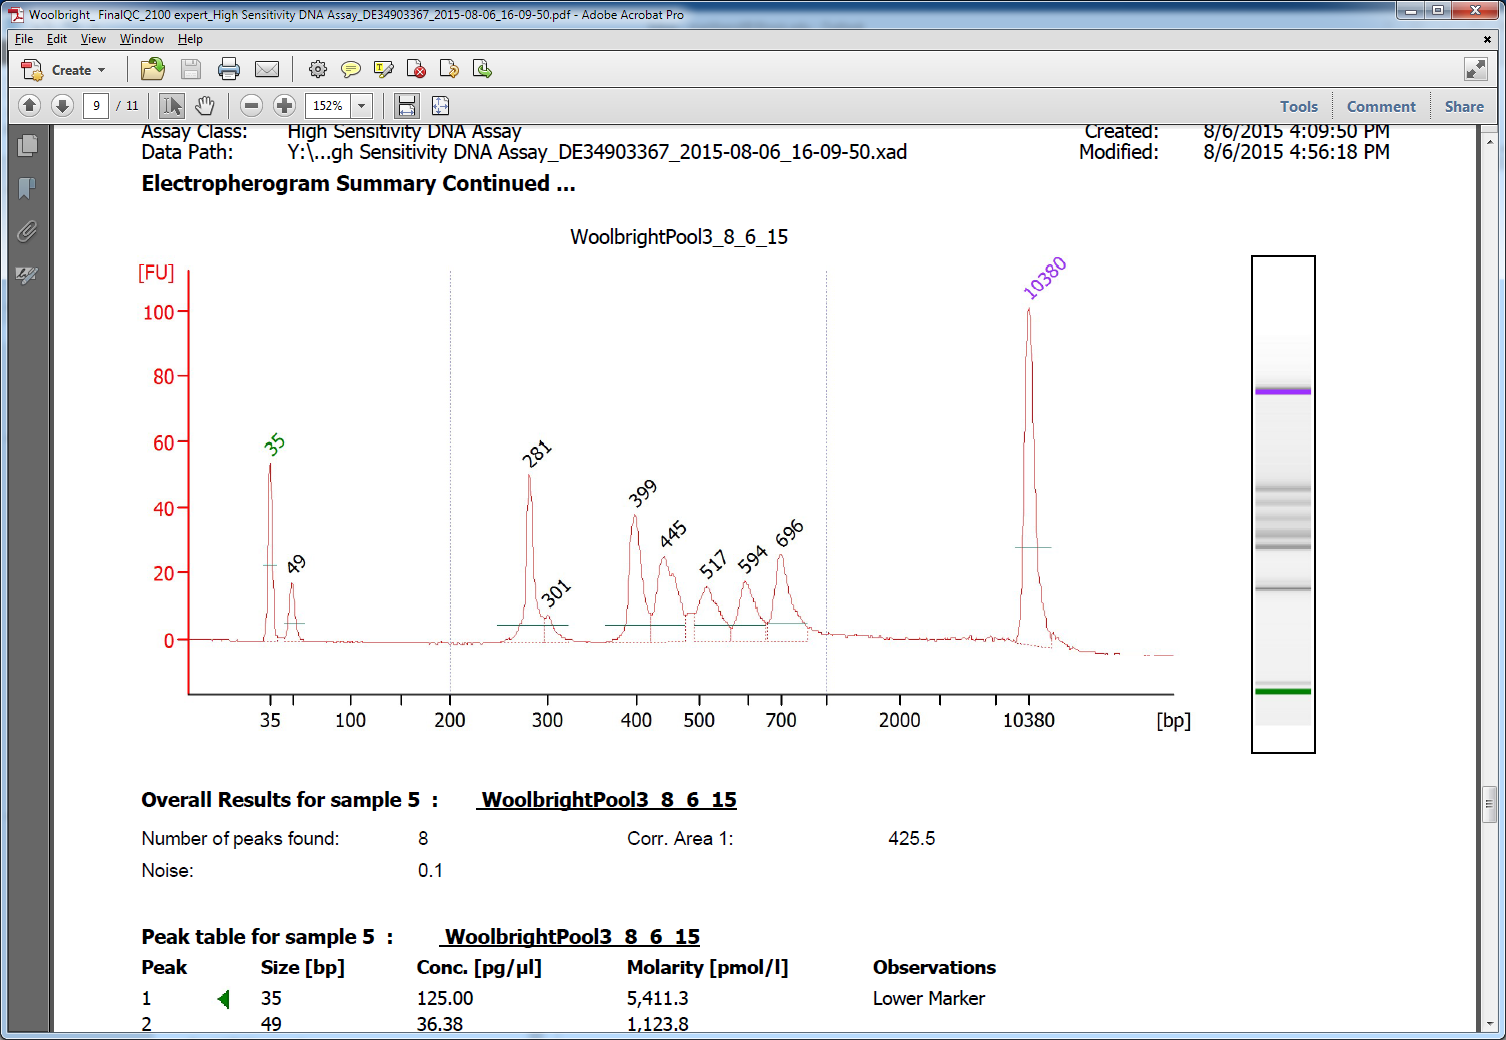 Woolbright_ FinalQC_2100 expert_High Sensitivity DNA Assay_DE34903367_2015-08-06_16-09-50.pdf - Adobe Acrobat Pro
File Edit View Window Help
Create
9 / 11 152% Tools Comment Share
Assay Class: High Sensitivity DNA Assay Created: 8/6/2015 4:09:50 PM
Data Path: Y:\...gh Sensitivity DNA Assay_DE34903367_2015-08-06_16-09-50.xad Modified: 8/6/2015 4:56:18 PM
Electropherogram Summary Continued ...
WoolbrightPool3_8_6_15
[FU]
10380
100
80
60
40
20
0
35
49
281
301
399
445
517
594
696
35 100 200 300 400 500 700 2000 10380 [bp]
Overall Results for sample 5 : WoolbrightPool3_8_6_15
Number of peaks found: 8 Corr. Area 1: 425.5
Noise: 0.1
Peak table for sample 5 : WoolbrightPool3_8_6_15
Peak Size [bp] Conc. [pg/µl] Molarity [pmol/l] Observations
1 35 125.00 5,411.3 Lower Marker
2 49 36.38 1,123.8